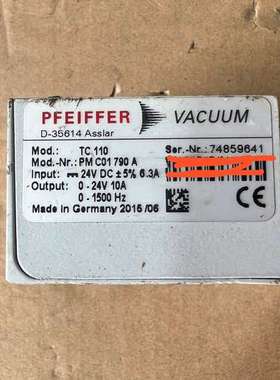 PFEIFFER VACUUM
D-35614 Asslar
Mod.: TC 110 Ser.-Nr.: 74859641
Mod.-Nr.: PM C01 790 A
Input: 24V DC ± 5% 6.3A
Output: 0 - 24V 10A
0 - 1500 Hz
Made in Germany 2015 /06 CE